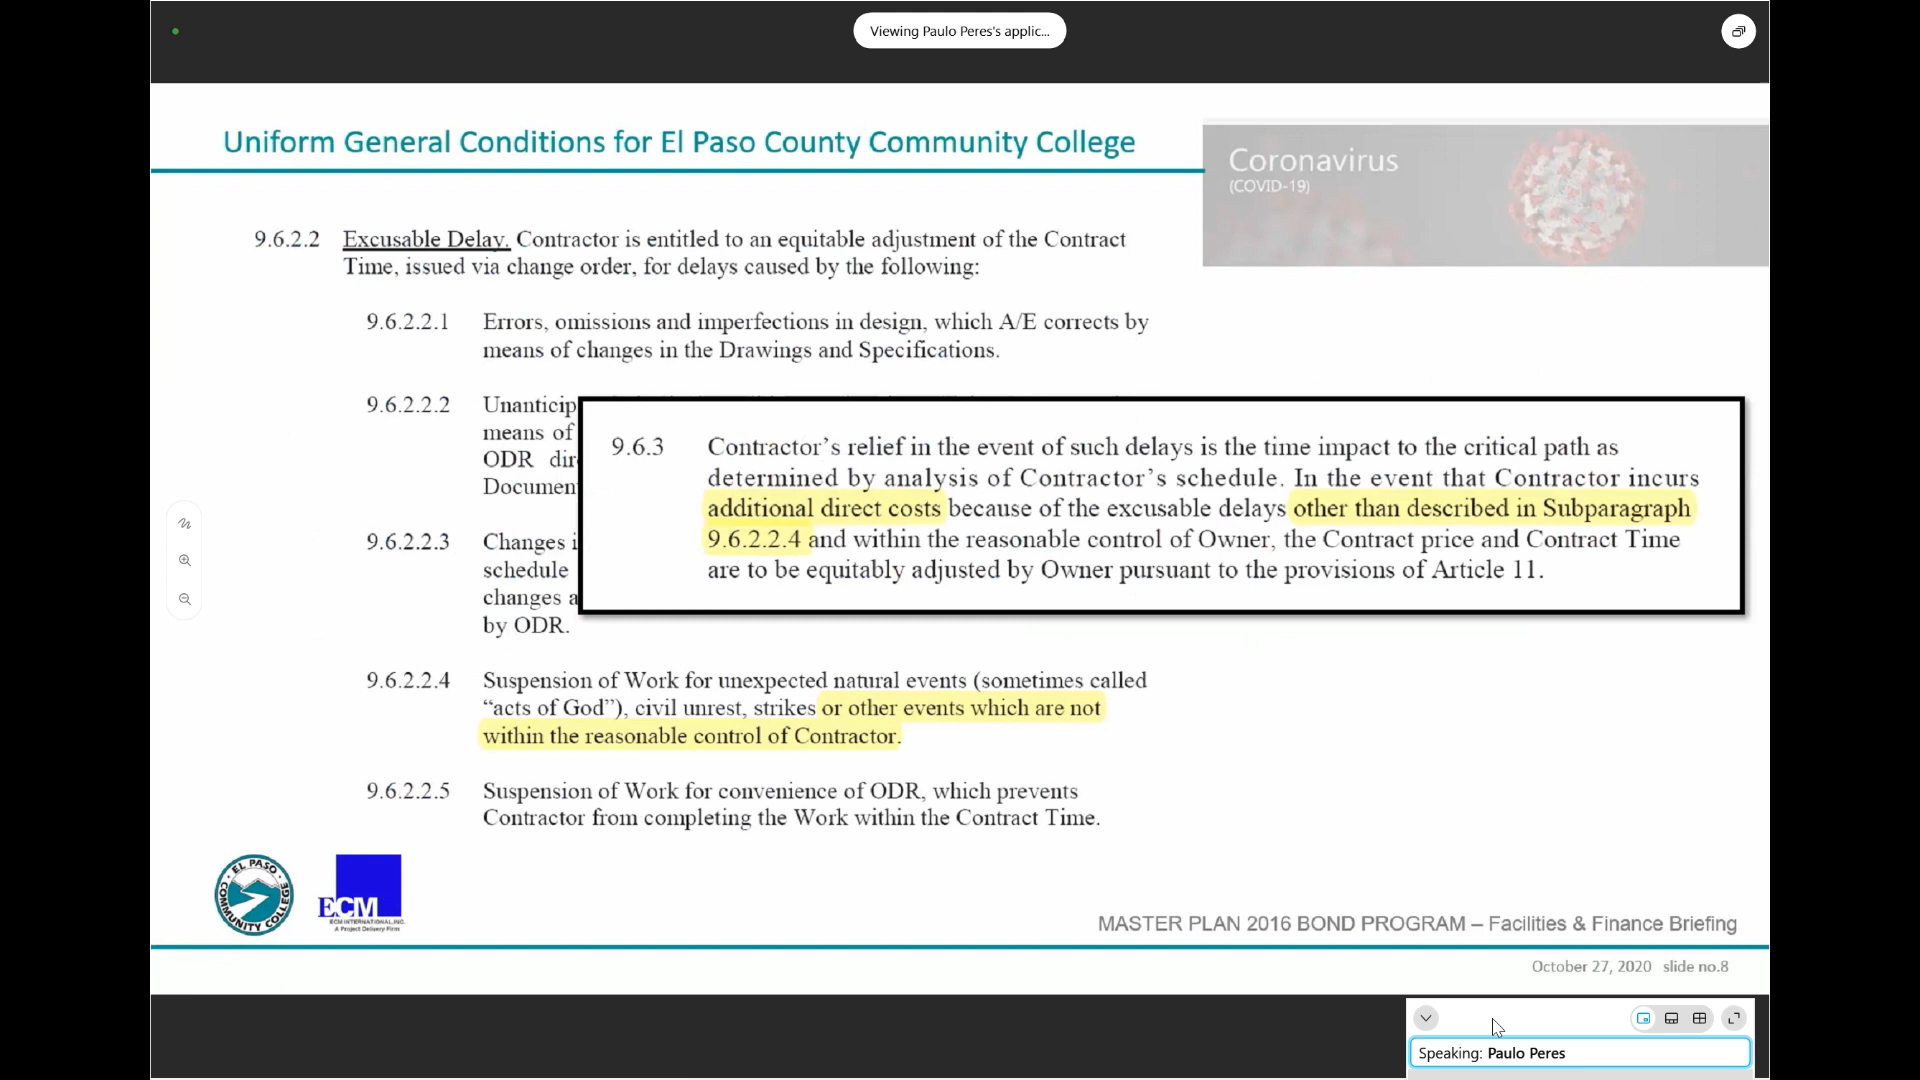 Viewing Paulo Peres's applic...
Uniform General Conditions for El Paso County Community College
Coronavirus
(COVID-19)
9.6.2.2 Excusable Delay. Contractor is entitled to an equitable adjustment of the Contract
Time, issued via change order, for delays caused by the following:
9.6.2.2.1 Errors, omissions and imperfections in design, which A/E corrects by
means of changes in the Drawings and Specifications.
9.6.2.2.2 Unanticip
means of
ODR dir
Documen
9.6.2.2.3 Changes i
schedule
changes a
by ODR.
9.6.3 Contractor's relief in the event of such delays is the time impact to the critical path as
determined by analysis of Contractor's schedule. In the event that Contractor incurs
additional direct costs because of the excusable delays other than described in Subparagraph
9.6.2.2.4 and within the reasonable control of Owner, the Contract price and Contract Time
are to be equitably adjusted by Owner pursuant to the provisions of Article 11.
9.6.2.2.4 Suspension of Work for unexpected natural events (sometimes called
“acts of God”), civil unrest, strikes or other events which are not
within the reasonable control of Contractor.
9.6.2.2.5 Suspension of Work for convenience of ODR, which prevents
Contractor from completing the Work within the Contract Time.
EL PASO
COMMUNITY COLLEGE
ECM
ECM INTERNATIONAL, INC.
A Project Delivery Firm
MASTER PLAN 2016 BOND PROGRAM – Facilities & Finance Briefing
October 27, 2020 slide no.8
Speaking: Paulo Peres